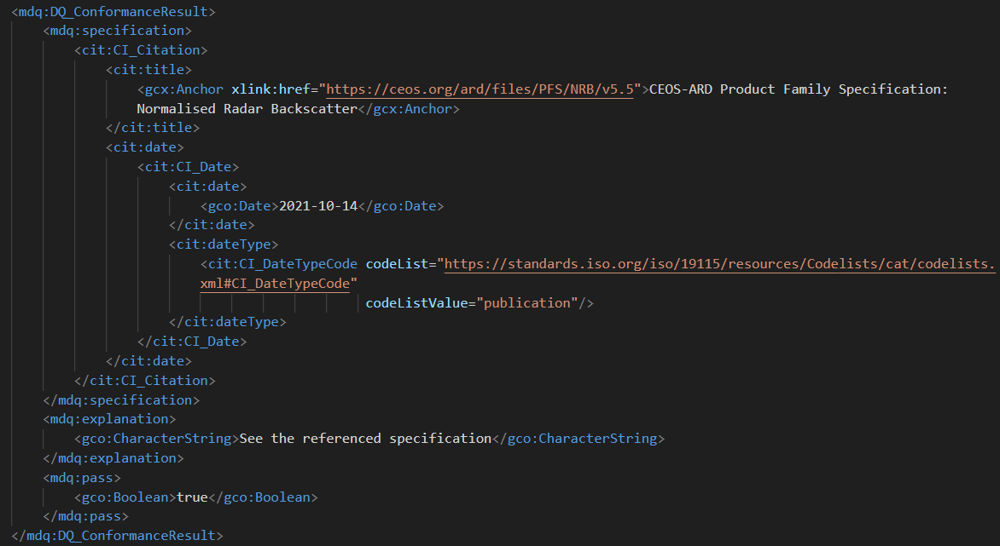 <mdq:DQ_ConformanceResult>
<mdq:specification>
<cit:CI_Citation>
<cit:title>
<gcx:Anchor xlink:href="https://ceos.org/ard/files/PFS/NRB/v5.5">CEOS-ARD Product Family Specification:
Normalised Radar Backscatter</gcx:Anchor>
</cit:title>
<cit:date>
<cit:CI_Date>
<cit:date>
<gco:Date>2021-10-14</gco:Date>
</cit:date>
<cit:dateType>
<cit:CI_DateTypeCode codeList="https://standards.iso.org/iso/19115/resources/Codelists/cat/codelists.
xml#CI_DateTypeCode"
codeListValue="publication"/>
</cit:dateType>
</cit:CI_Date>
</cit:date>
</cit:CI_Citation>
</mdq:specification>
<mdq:explanation>
<gco:CharacterString>See the referenced specification</gco:CharacterString>
</mdq:explanation>
<mdq:pass>
<gco:Boolean>true</gco:Boolean>
</mdq:pass>
</mdq:DQ_ConformanceResult>